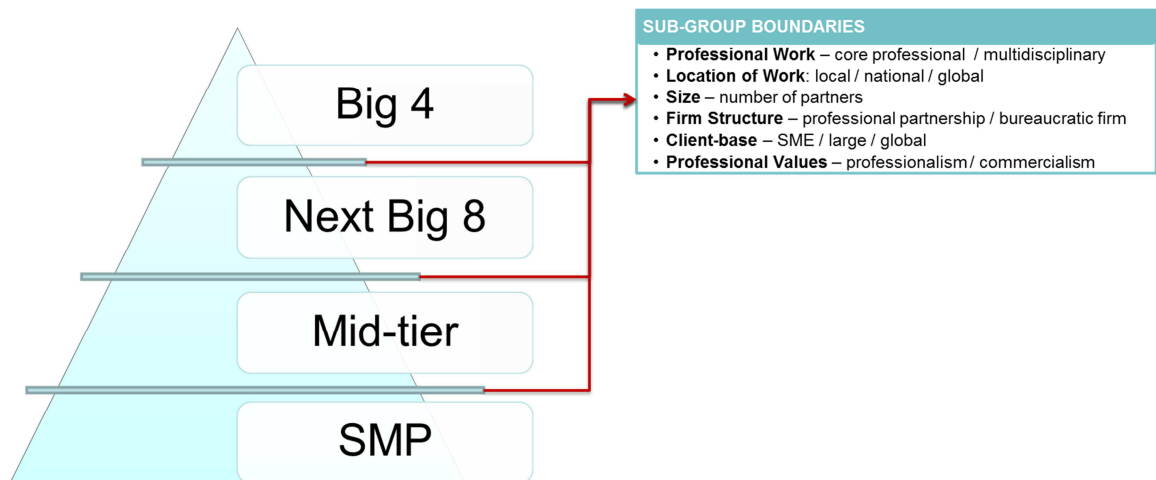 Big 4
Next Big 8
Mid-tier
SMP
SUB-GROUP BOUNDARIES
• Professional Work – core professional / multidisciplinary
• Location of Work: local / national / global
• Size – number of partners
• Firm Structure – professional partnership / bureaucratic firm
• Client-base – SME / large / global
• Professional Values – professionalism / commercialism